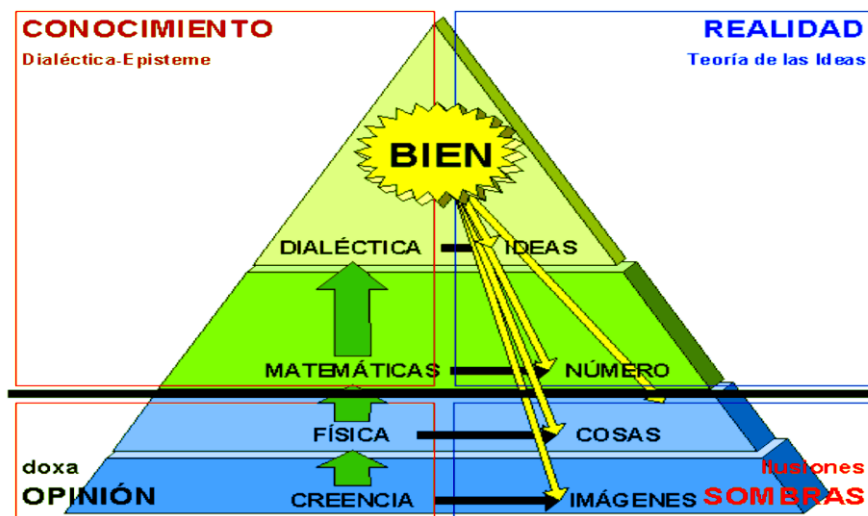 CONOCIMIENTO
Dialéctica-Episteme
REALIDAD
Teoría de las Ideas
BIEN
DIALÉCTICA
IDEAS
MATEMÁTICAS
NÚMERO
FÍSICA
COSAS
doxa
OPINIÓN
CREENCIA
IMÁGENES
Ilusiones
SOMBRAS